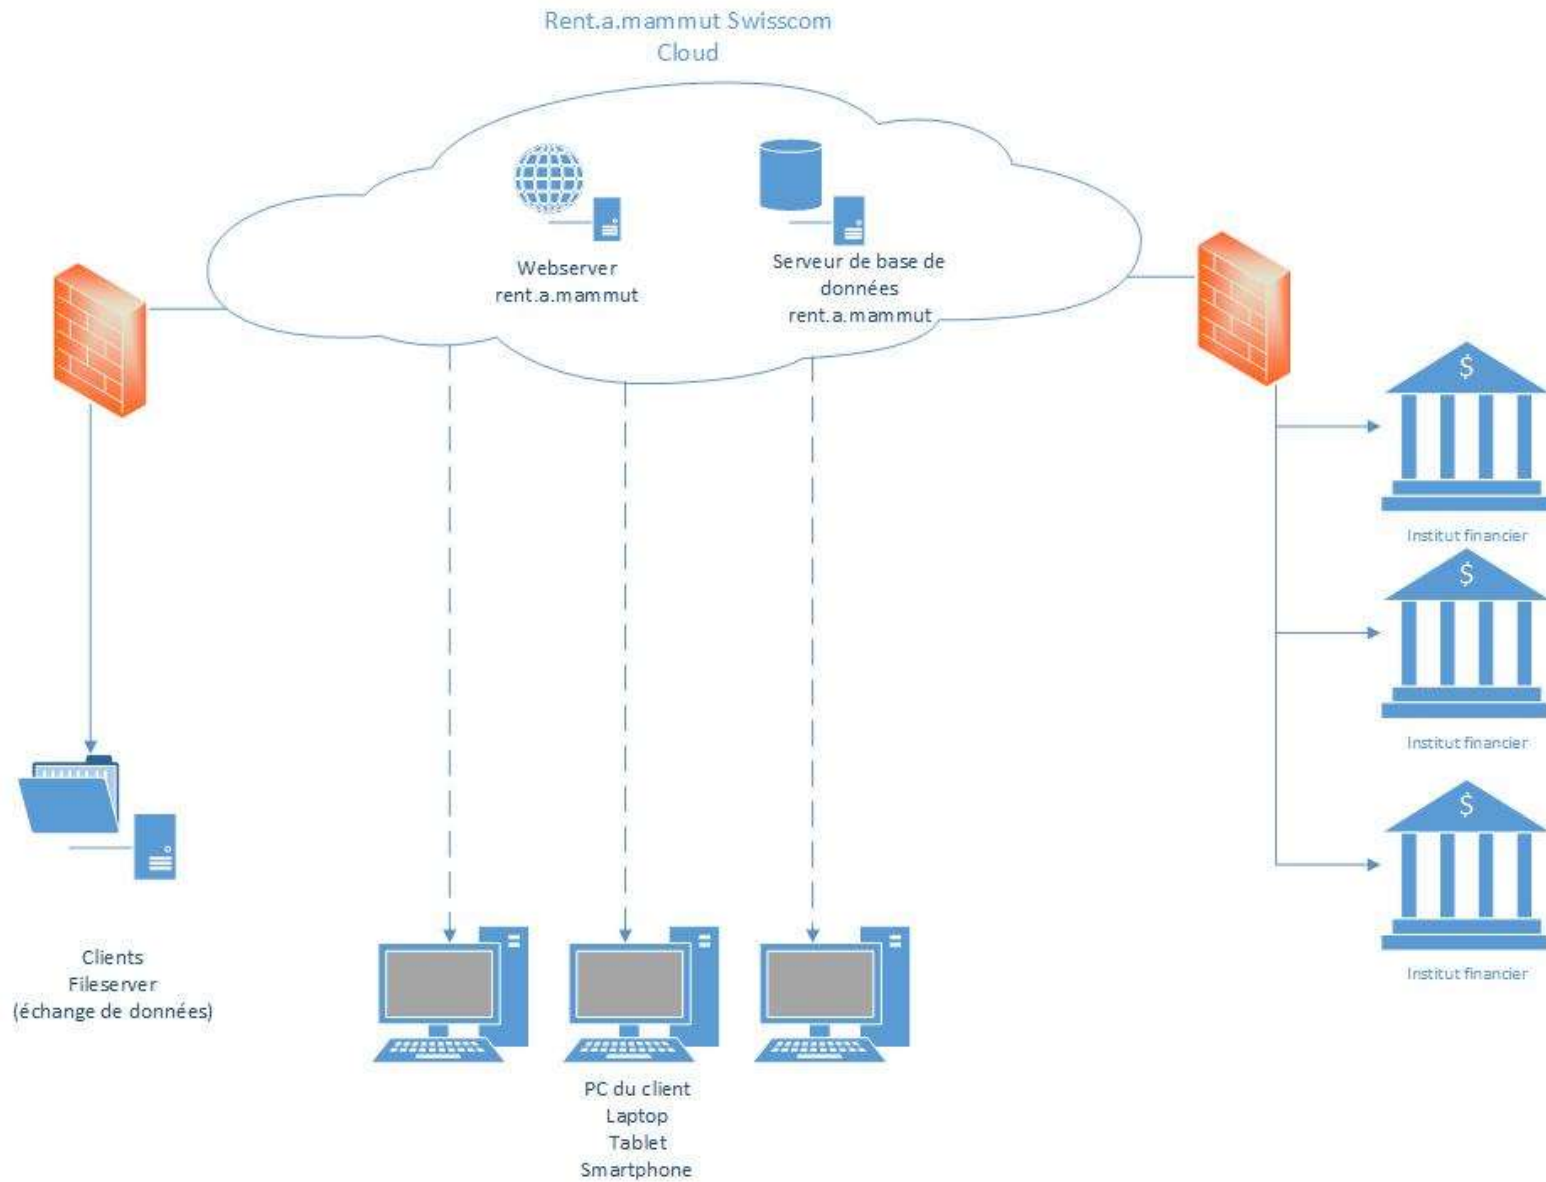 Rent.a.mammut Swisscom
Cloud
Webserver
rent.a.mammut
Serveur de base de
données
rent.a.mammut
$
Institut financier
$
Institut financier
$
Institut financier
Clients
Fileserver
(échange de données)
PC du client
Laptop
Tablet
Smartphone